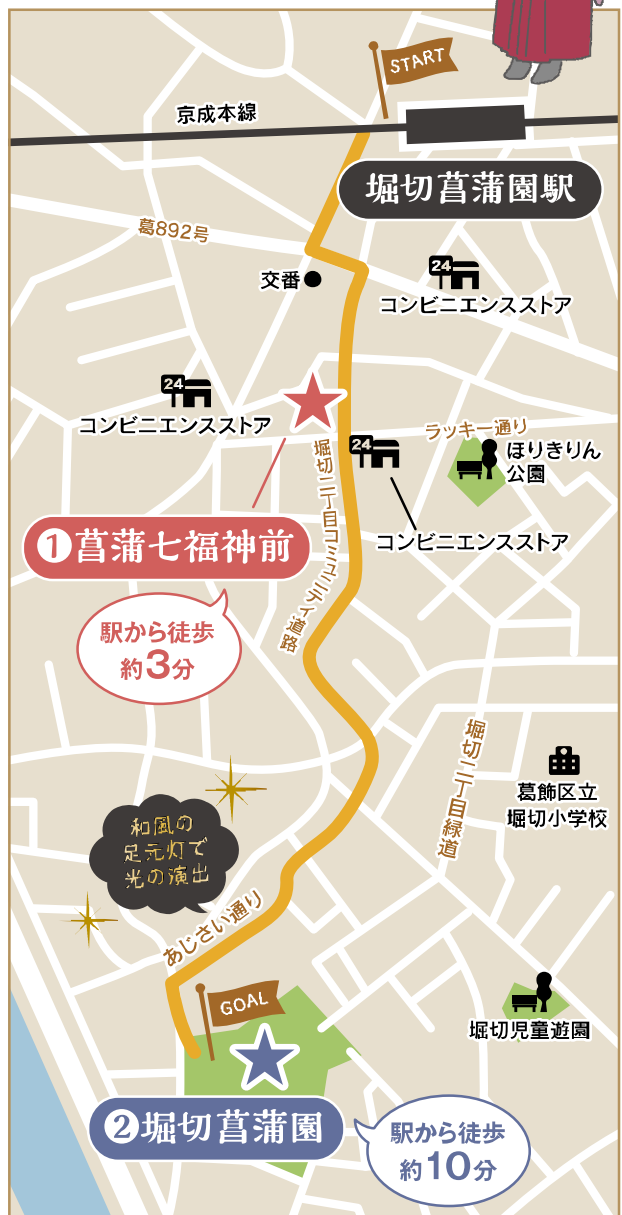 START
京成本線
堀切菖蒲園駅
葛892号
交番
24
コンビニエンスストア
24
コンビニエンスストア
ラッキー通り
24
ほりきりん
公園
堀切二丁目コミュニティ道路
コンビニエンスストア
1菖蒲七福神前
駅から徒歩
約3分
堀切二丁目緑道
葛飾区立
堀切小学校
和風の
足元灯で
光の演出
あじさい通り
GOAL
堀切児童遊園
2堀切菖蒲園
駅から徒歩
約10分